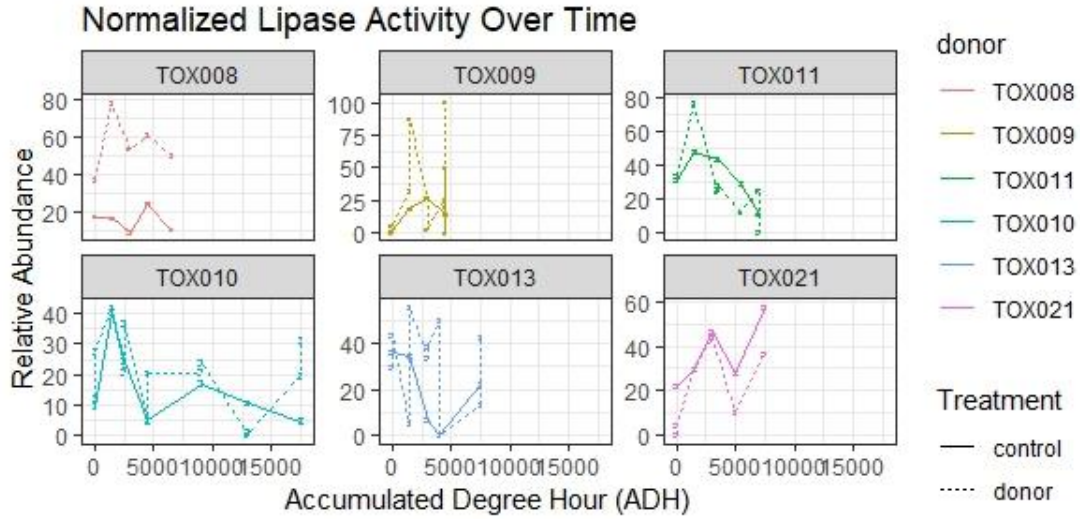 Normalized Lipase Activity Over Time
TOX008 TOX009 TOX011
80
60
40
20
100
75
50
25
0
80
60
40
20
0
TOX010 TOX013 TOX021
40
30
20
10
0
40
20
0
60
40
20
0
0 5000 10000 15000 0 5000 10000 15000 0 5000 10000 15000
Relative Abundance
Accumulated Degree Hour (ADH)
donor
TOX008
TOX009
TOX011
TOX010
TOX013
TOX021
Treatment
control
donor